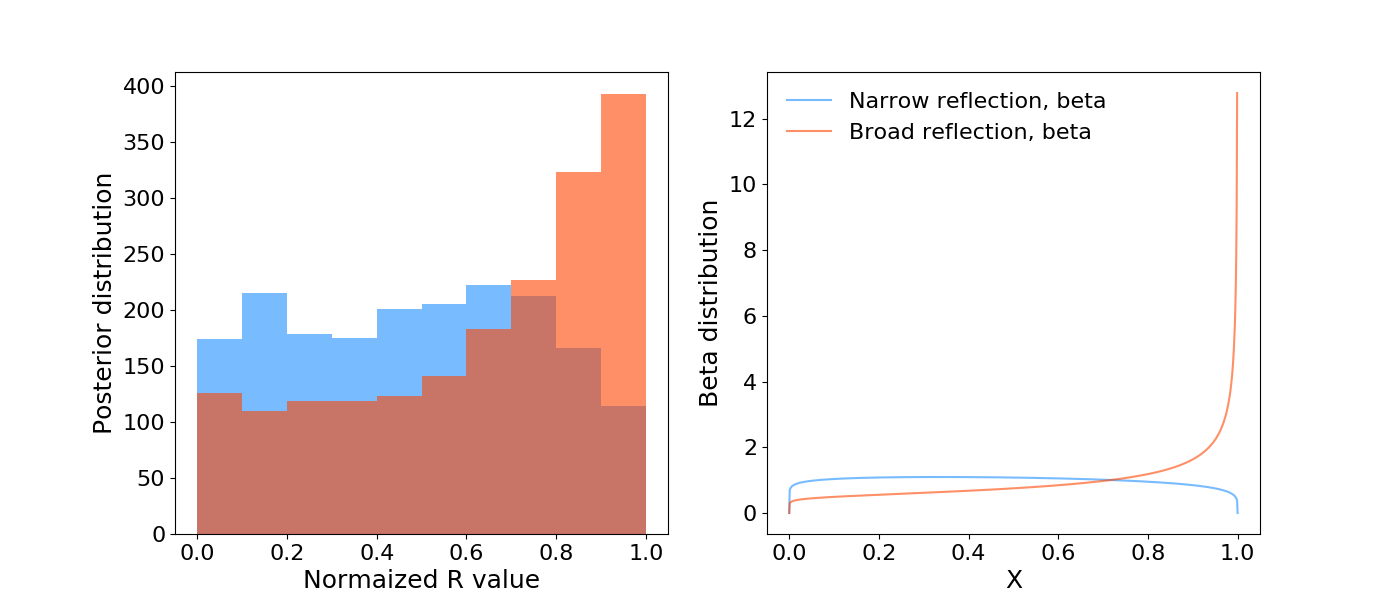 400
350
300
250
200
150
100
50
0
Posterior distribution
0.0 0.2 0.4 0.6 0.8 1.0
Normaized R value
Narrow reflection, beta
Broad reflection, beta
12
10
8
6
4
2
0
Beta distribution
0.0 0.2 0.4 0.6 0.8 1.0
X